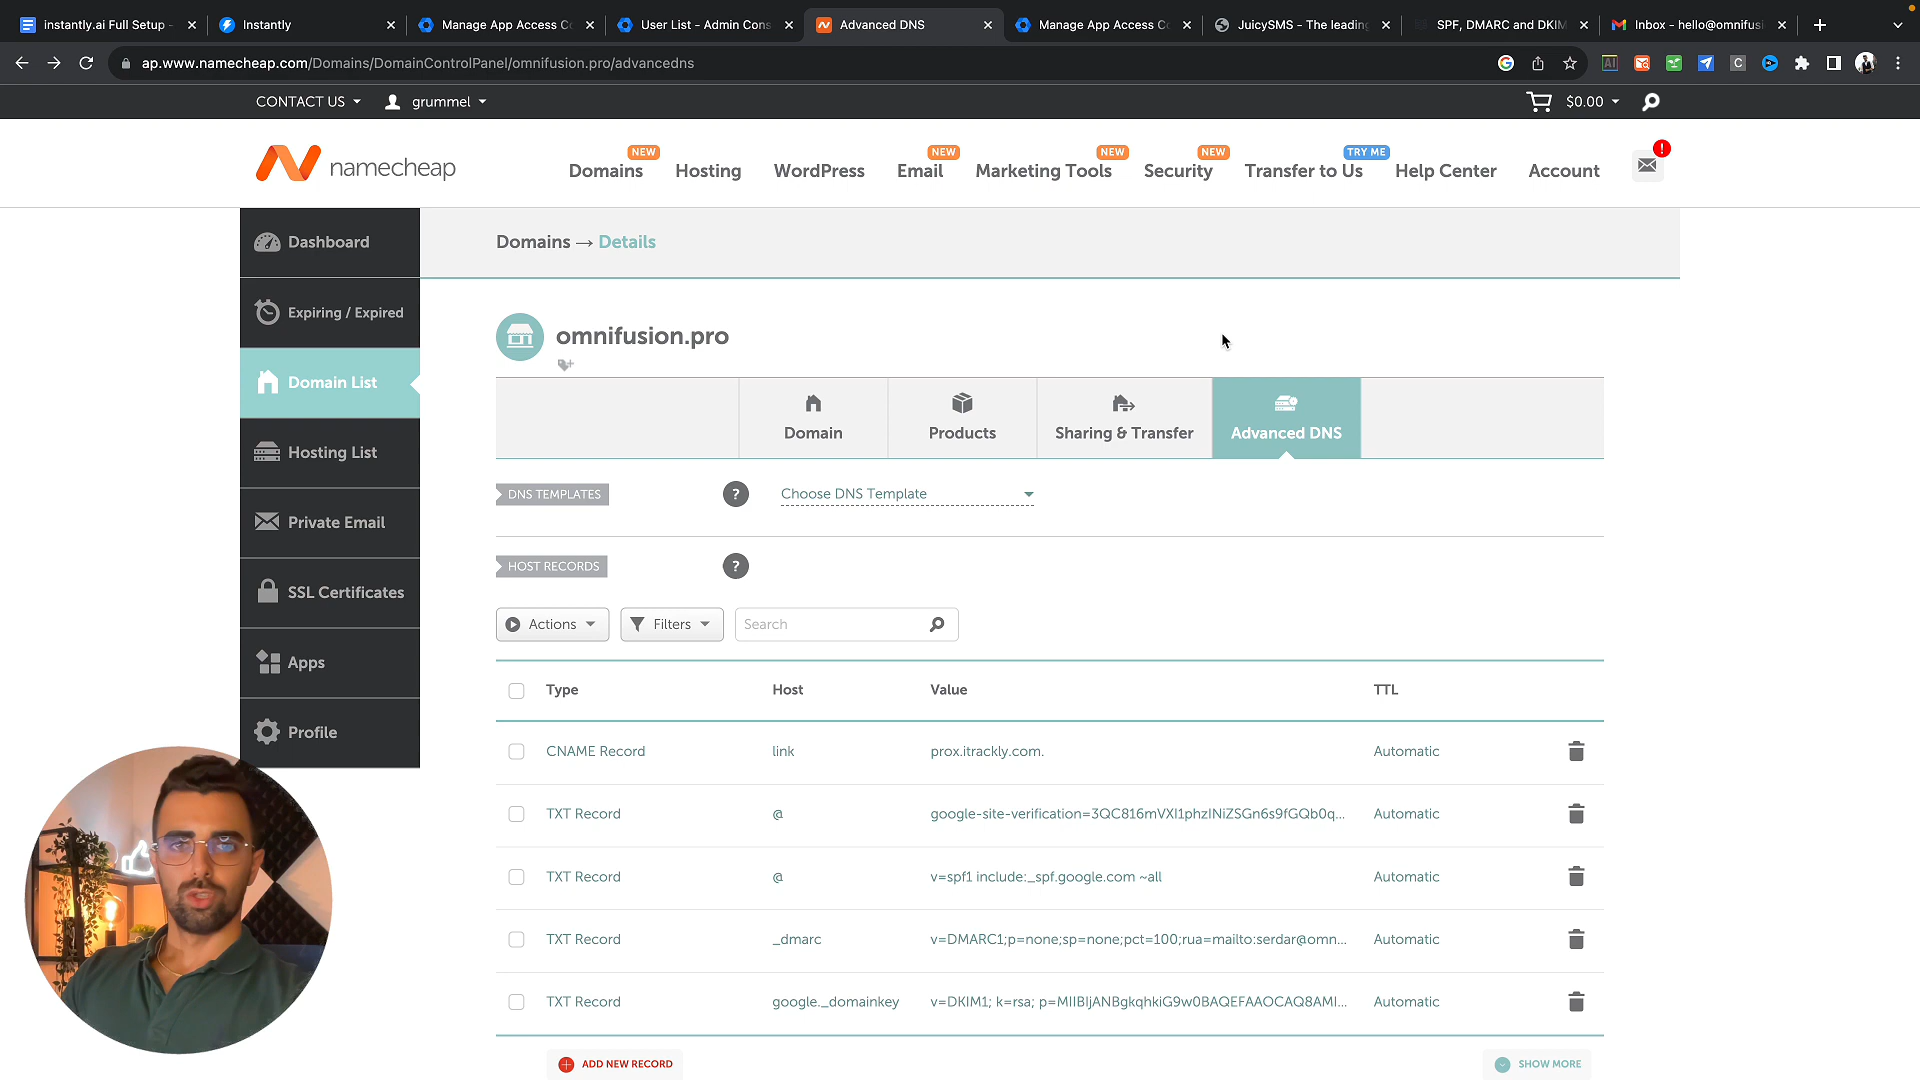 instantly.ai Full Setup -
Instantly
Manage App Access Co
User List - Admin Cons
Advanced DNS
Manage App Access Co
JuicySMS - The leading
SPF, DMARC and DKIM
Inbox - hello@omnifusi
ap.www.namecheap.com/Domains/DomainControlPanel/omnifusion.pro/advancedns
CONTACT US
grummel
$0.00
namecheap
NEW
Domains
Hosting
WordPress
NEW
Email
NEW
Marketing Tools
NEW
Security
TRY ME
Transfer to Us
Help Center
Account
Dashboard
Expiring / Expired
Domain List
Hosting List
Private Email
SSL Certificates
Apps
Profile
Domains → Details
omnifusion.pro
Domain
Products
Sharing & Transfer
Advanced DNS
DNS TEMPLATES
?
Choose DNS Template
HOST RECORDS
?
Actions
Filters
Search
Type Host Value TTL
CNAME Record link prox.itrackly.com. Automatic
TXT Record @ google-site-verification=3QC816mVXI1phzINiZSGn6s9fGQb0q... Automatic
TXT Record @ v=spf1 include:_spf.google.com ~all Automatic
TXT Record _dmarc v=DMARC1;p=none;sp=none;pct=100;rua=mailto:serdar@omn... Automatic
TXT Record google._domainkey v=DKIM1; k=rsa; p=MIIBIjANBgkqhkiG9w0BAQEFAAOCAQ8AMI... Automatic
ADD NEW RECORD
SHOW MORE